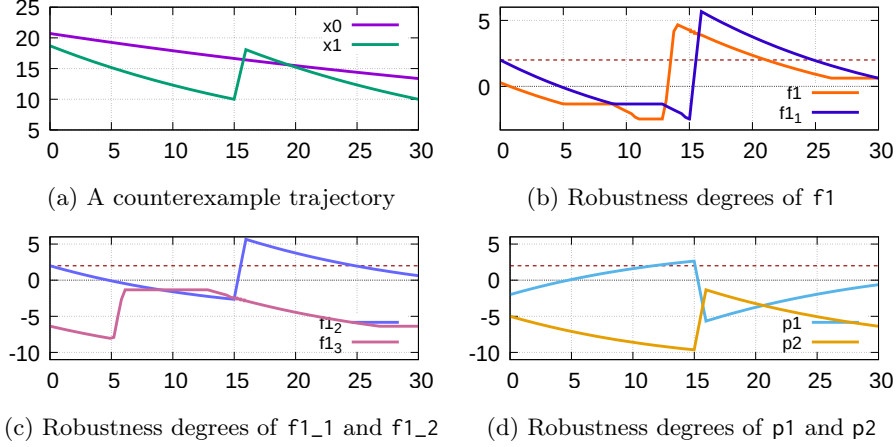 25
20
15
10
5
x0
x1
0 5 10 15 20 25 30
(a) A counterexample trajectory
5
0
f1
f1₁
0 5 10 15 20 25 30
(b) Robustness degrees of f1
5
0
-5
-10
f1₂
f1₃
0 5 10 15 20 25 30
(c) Robustness degrees of f1_1 and f1_2
5
0
-5
-10
p1
p2
0 5 10 15 20 25 30
(d) Robustness degrees of p1 and p2